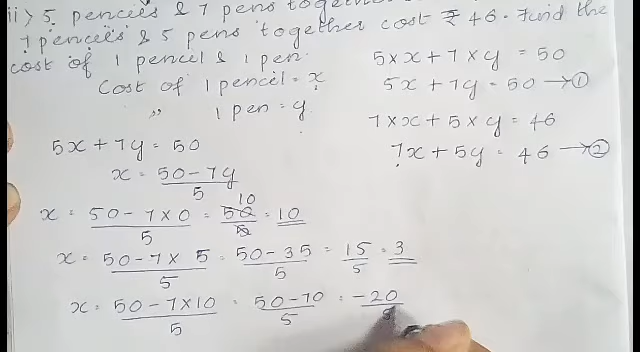 ii) 5 pencils & 7 pens together
7 pencils & 5 pens together cost ₹ 46. Find the
cost of 1 pencil & 1 pen.
Cost of 1 pencil = x
" 1 pen = y
5×x + 7×y = 50
5x + 7y = 50 → ①
7×x + 5×y = 46
7x + 5y = 46 → ②
5x + 7y = 50
x = 50 - 7y / 5
x = 50 - 7×0 / 5 = 50 / 5 = 10 = 10
x = 50 - 7×5 / 5 = 50 - 35 / 5 = 15 / 5 = 3
x = 50 - 7×10 / 5 = 50 - 70 / 5 = -20